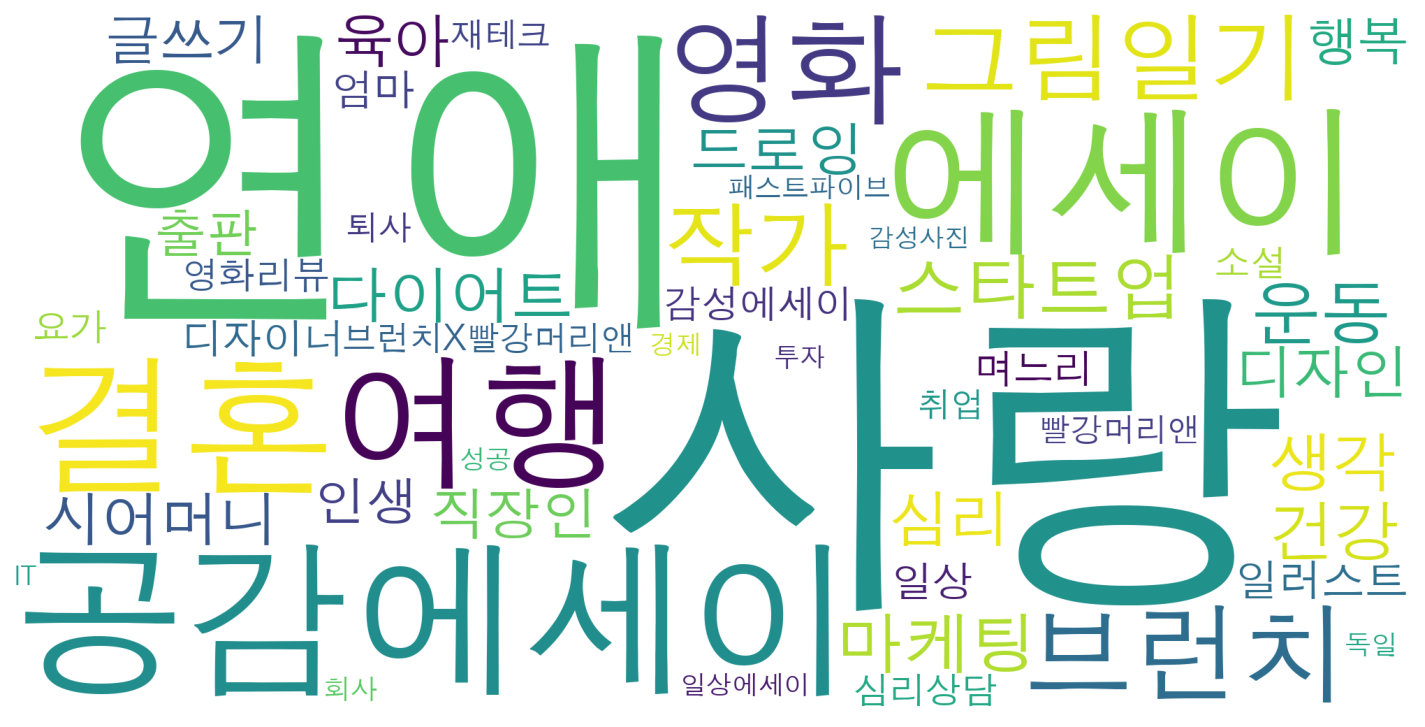 글쓰기
육아
재테크
영화
그림일기
행복
연애
엄마
드로잉
에세이
패스트파이브
출판
퇴사
작가
감성사진
영화리뷰
다이어트
감성에세이
스타트업
소설
운동
요가
디자이너
브런치X빨강머리앤
경제
투자
며느리
디자인
결혼
여행
사랑
취업
빨강머리앤
성공
생각
시어머니
인생
직장인
심리
건강
공감에세이
IT
일상
일러스트
마케팅
브런치
독일
회사
일상에세이
심리상담